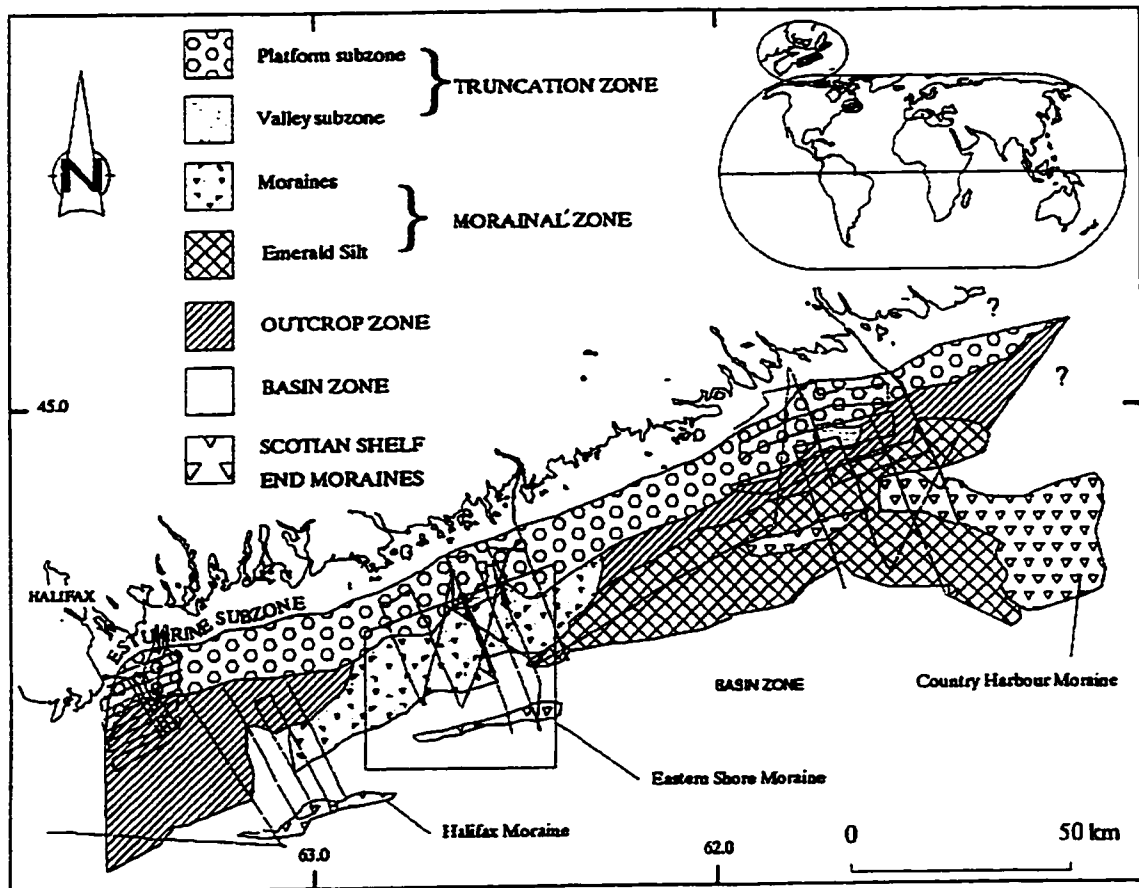 Platform subzone
TRUNCATION ZONE
Valley subzone
Moraines
MORAINAL ZONE
Emerald Silt
OUTCROP ZONE
BASIN ZONE
SCOTIAN SHELF
END MORAINES
N
?
?
45.0
HALIFAX
ESTUARINE SUBZONE
BASIN ZONE
Country Harbour Moraine
Eastern Shore Moraine
Halifax Moraine
63.0
62.0
0
50 km